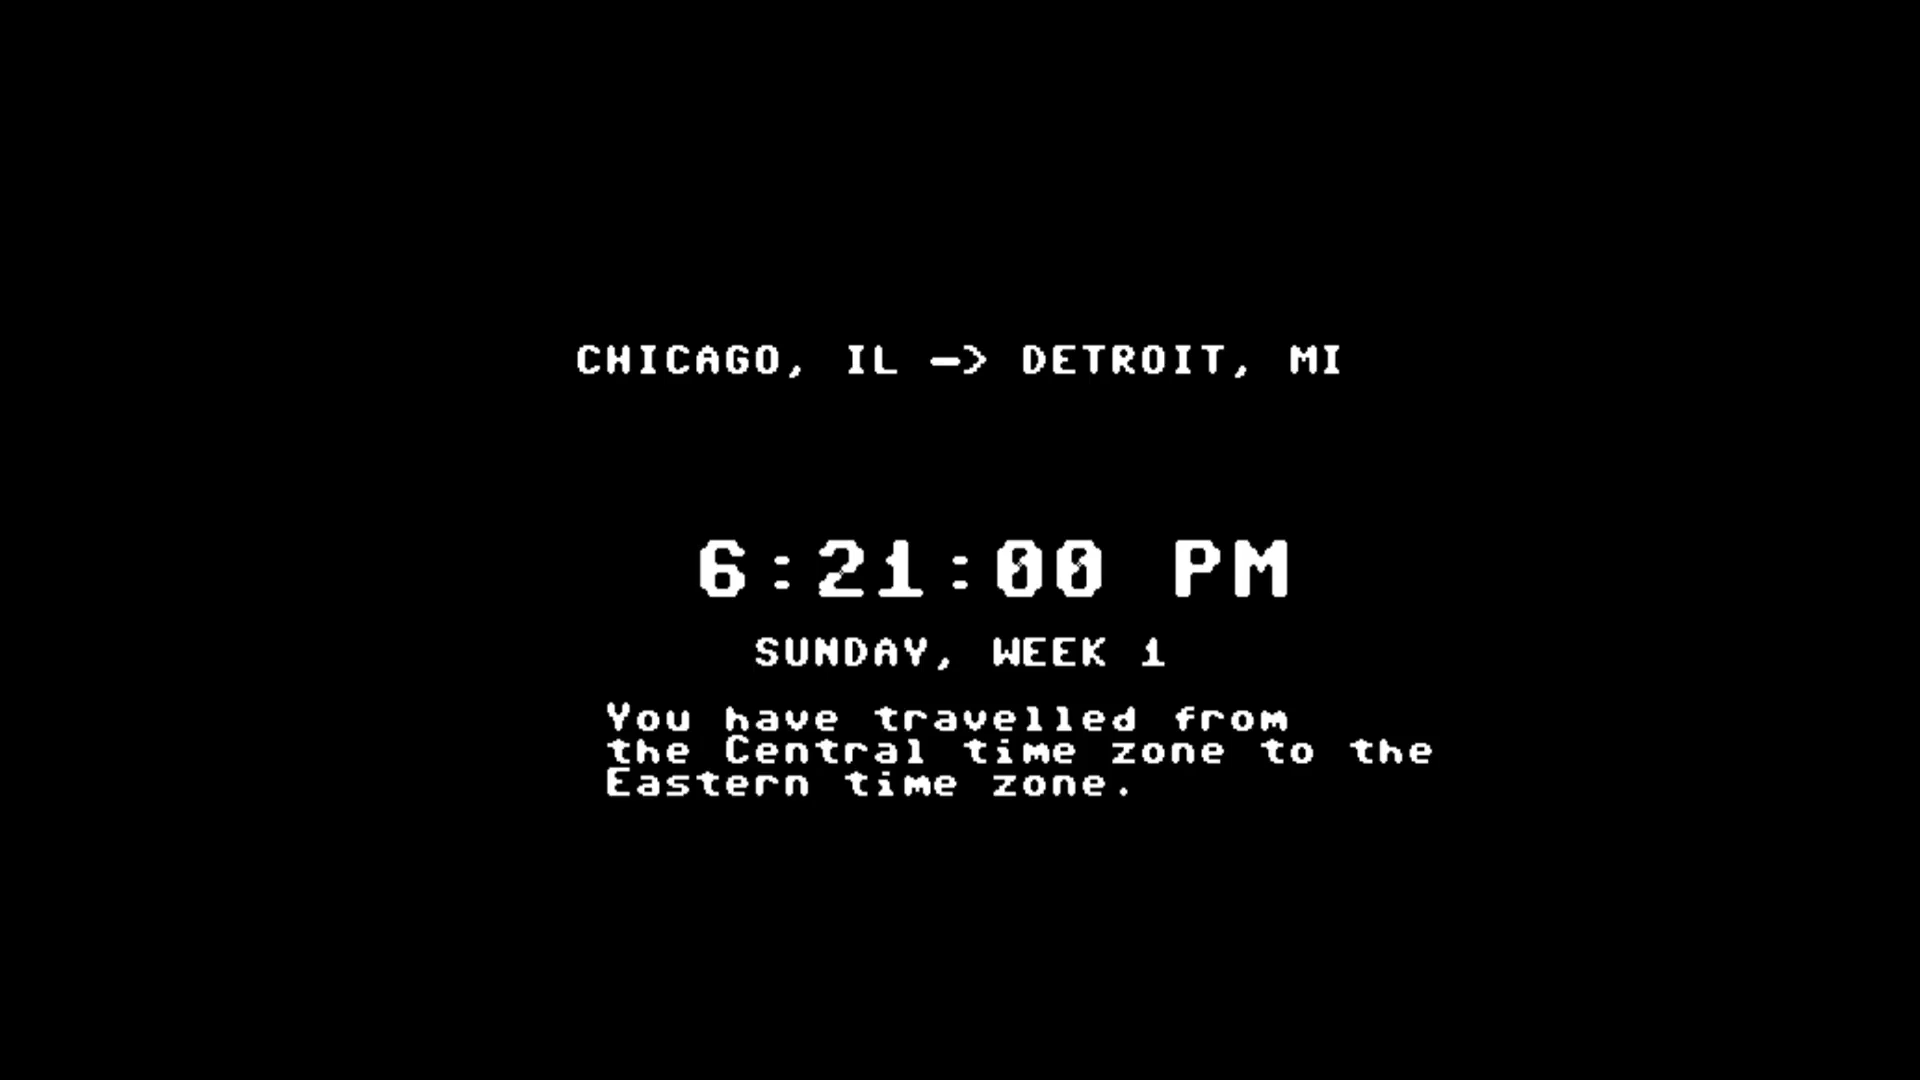 CHICAGO, IL —> DETROIT, MI
6:21:00 PM
SUNDAY, WEEK 1
You have travelled from
the Central time zone to the
Eastern time zone.